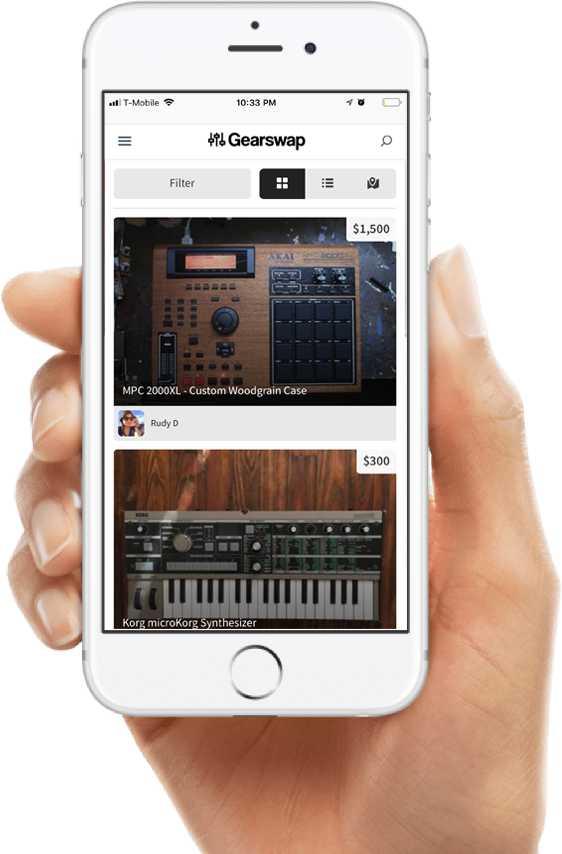 T-Mobile
10:33 PM
Gearswap
Filter
$1,500
AKAI
MPC 2000XL - Custom Woodgrain Case
Rudy D
$300
KORG
Korg microKorg Synthesizer